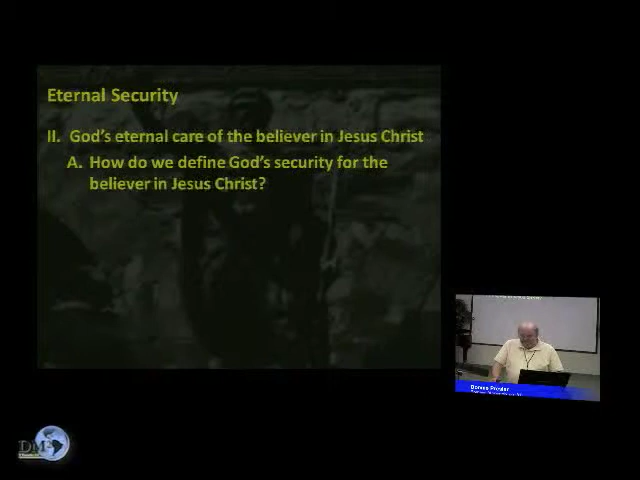 Eternal Security
II. God's eternal care of the believer in Jesus Christ
A. How do we define God's security for the
believer in Jesus Christ?